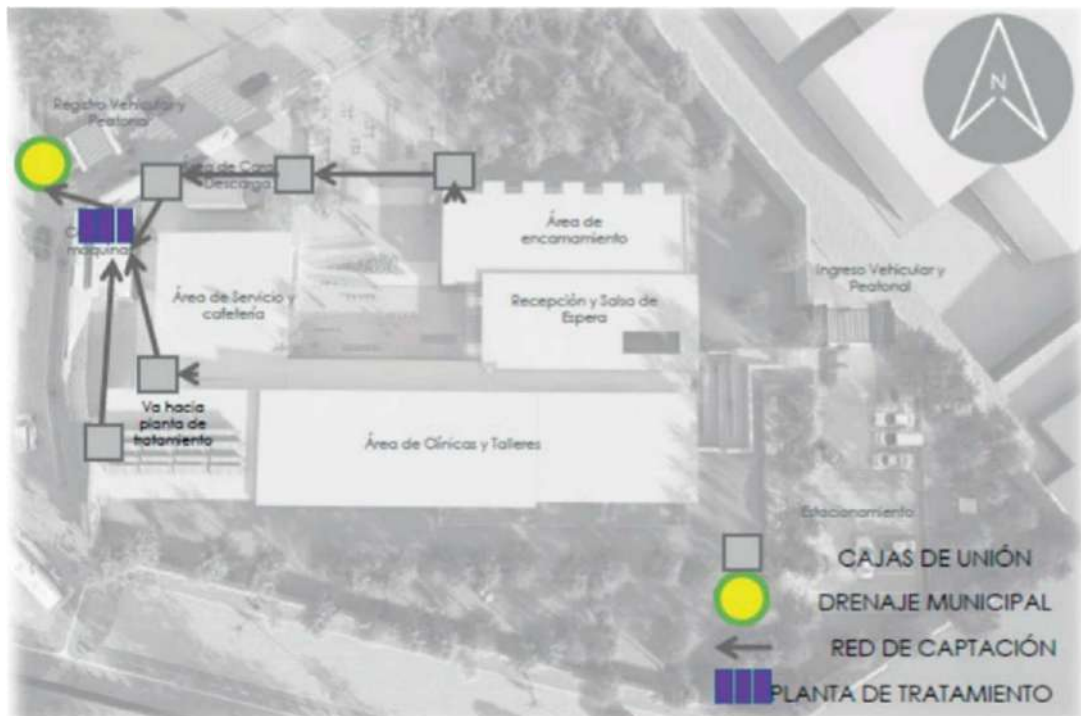 N
Registro Vehicular y
Peatonal
Área de
Descarga
Área de
encamamiento
maquinas
Ingreso Vehicular y
Peatonal
Área de Servicio y
cafetería
Recepción y Salsa de
Espera
Va hacia
planta de
tratamiento
Área de Clínicas y Talleres
Estacionamiento
CAJAS DE UNIÓN
DRENAJE MUNICIPAL
RED DE CAPTACIÓN
PLANTA DE TRATAMIENTO